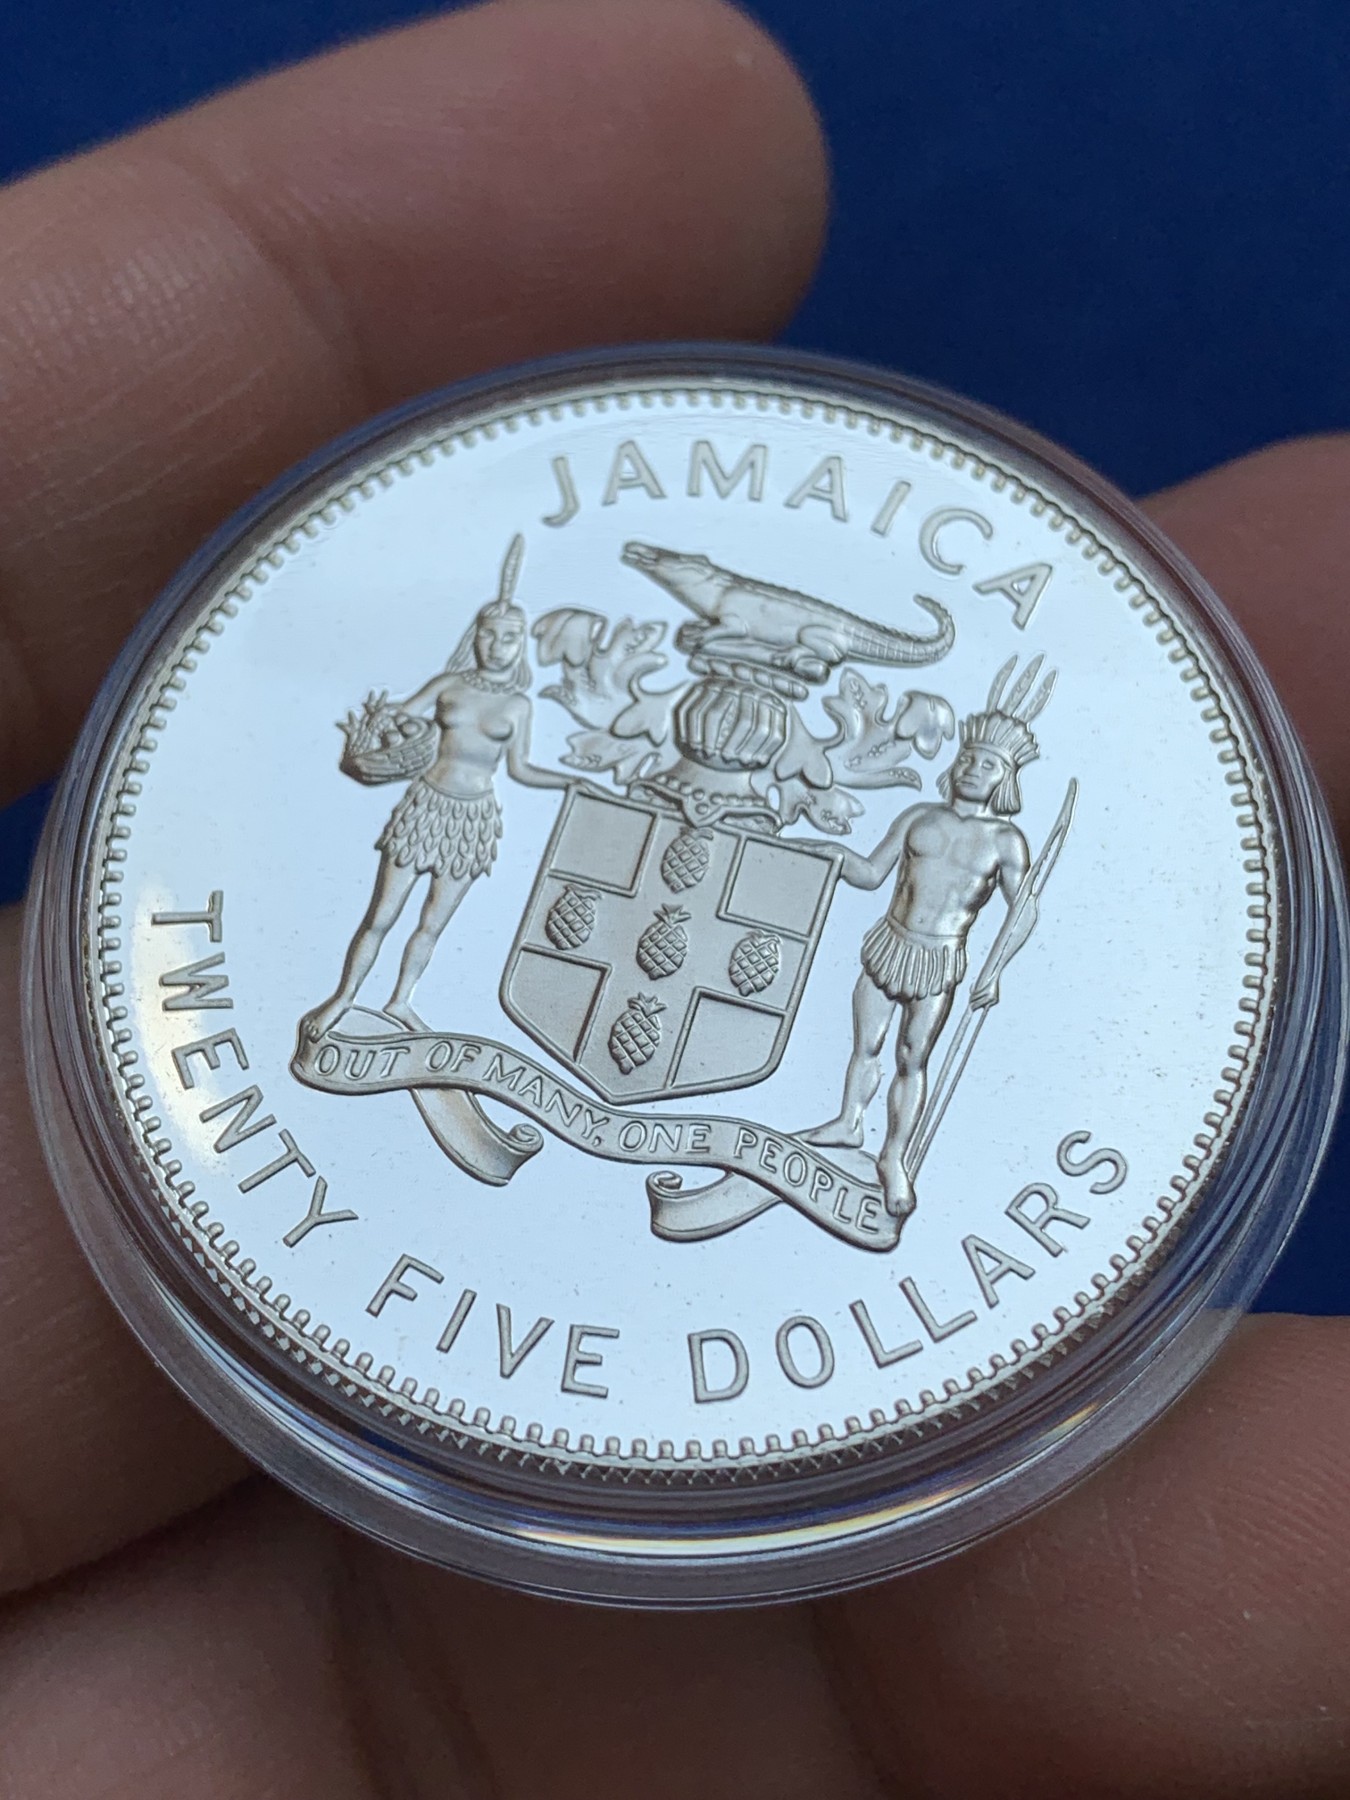 JAMAICA
OUT OF MANY, ONE PEOPLE
TWENTY FIVE DOLLARS